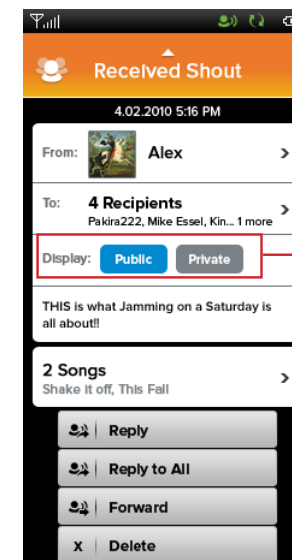 Received Shout
4.02.2010 5:16 PM
From: Alex
To: 4 Recipients
Pakira222, Mike Essel, Kin... 1 more
Display: Public Private
THIS is what Jamming on a Saturday is
all about!!
2 Songs
Shake it off, This Fall
Reply
Reply to All
Forward
x Delete